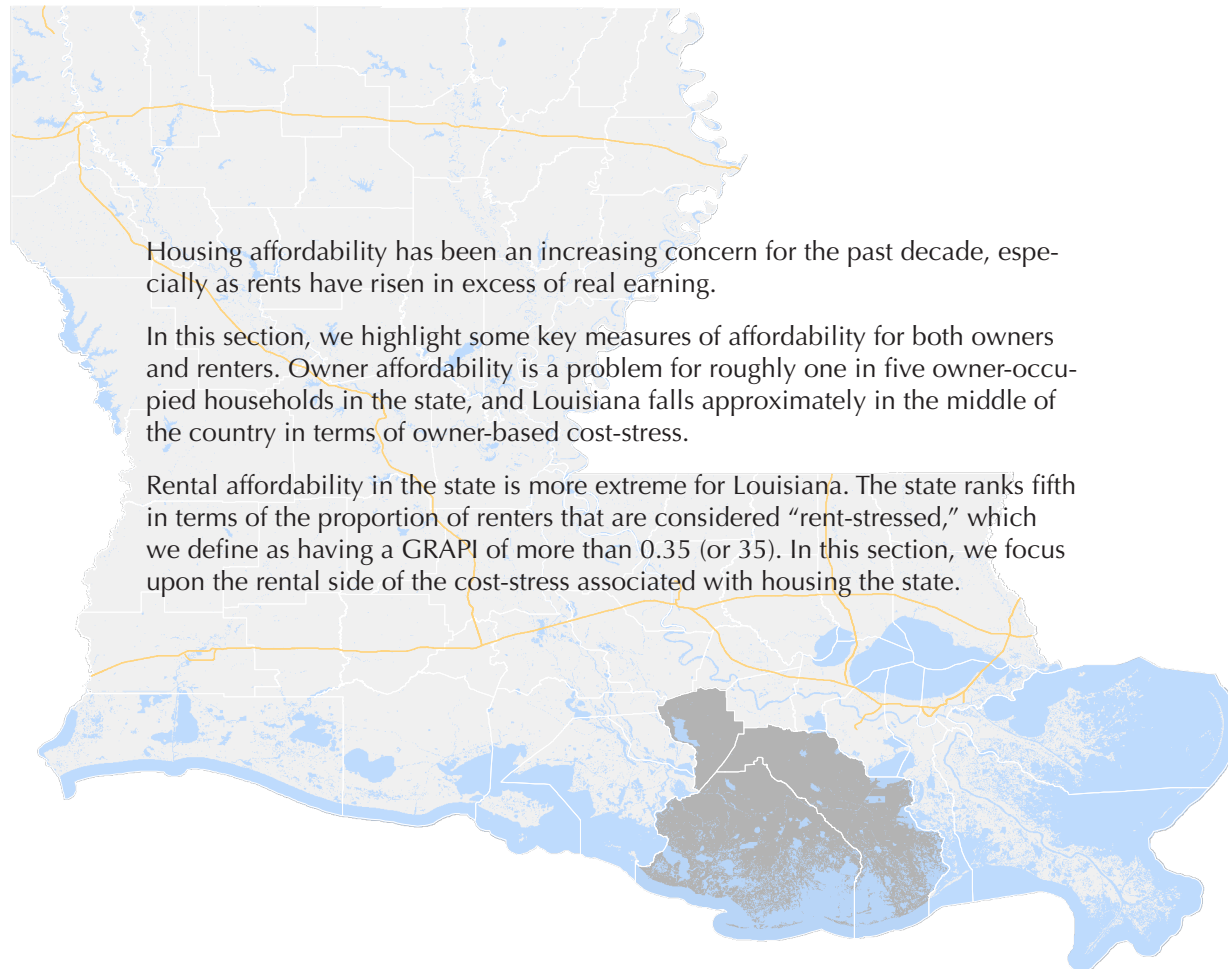 Housing affordability has been an increasing concern for the past decade, espe-
cially as rents have risen in excess of real earning.
In this section, we highlight some key measures of affordability for both owners
and renters. Owner affordability is a problem for roughly one in five owner-occu-
pied households in the state, and Louisiana falls approximately in the middle of
the country in terms of owner-based cost-stress.
Rental affordability in the state is more extreme for Louisiana. The state ranks fifth
in terms of the proportion of renters that are considered “rent-stressed,” which
we define as having a GRAPI of more than 0.35 (or 35). In this section, we focus
upon the rental side of the cost-stress associated with housing the state.